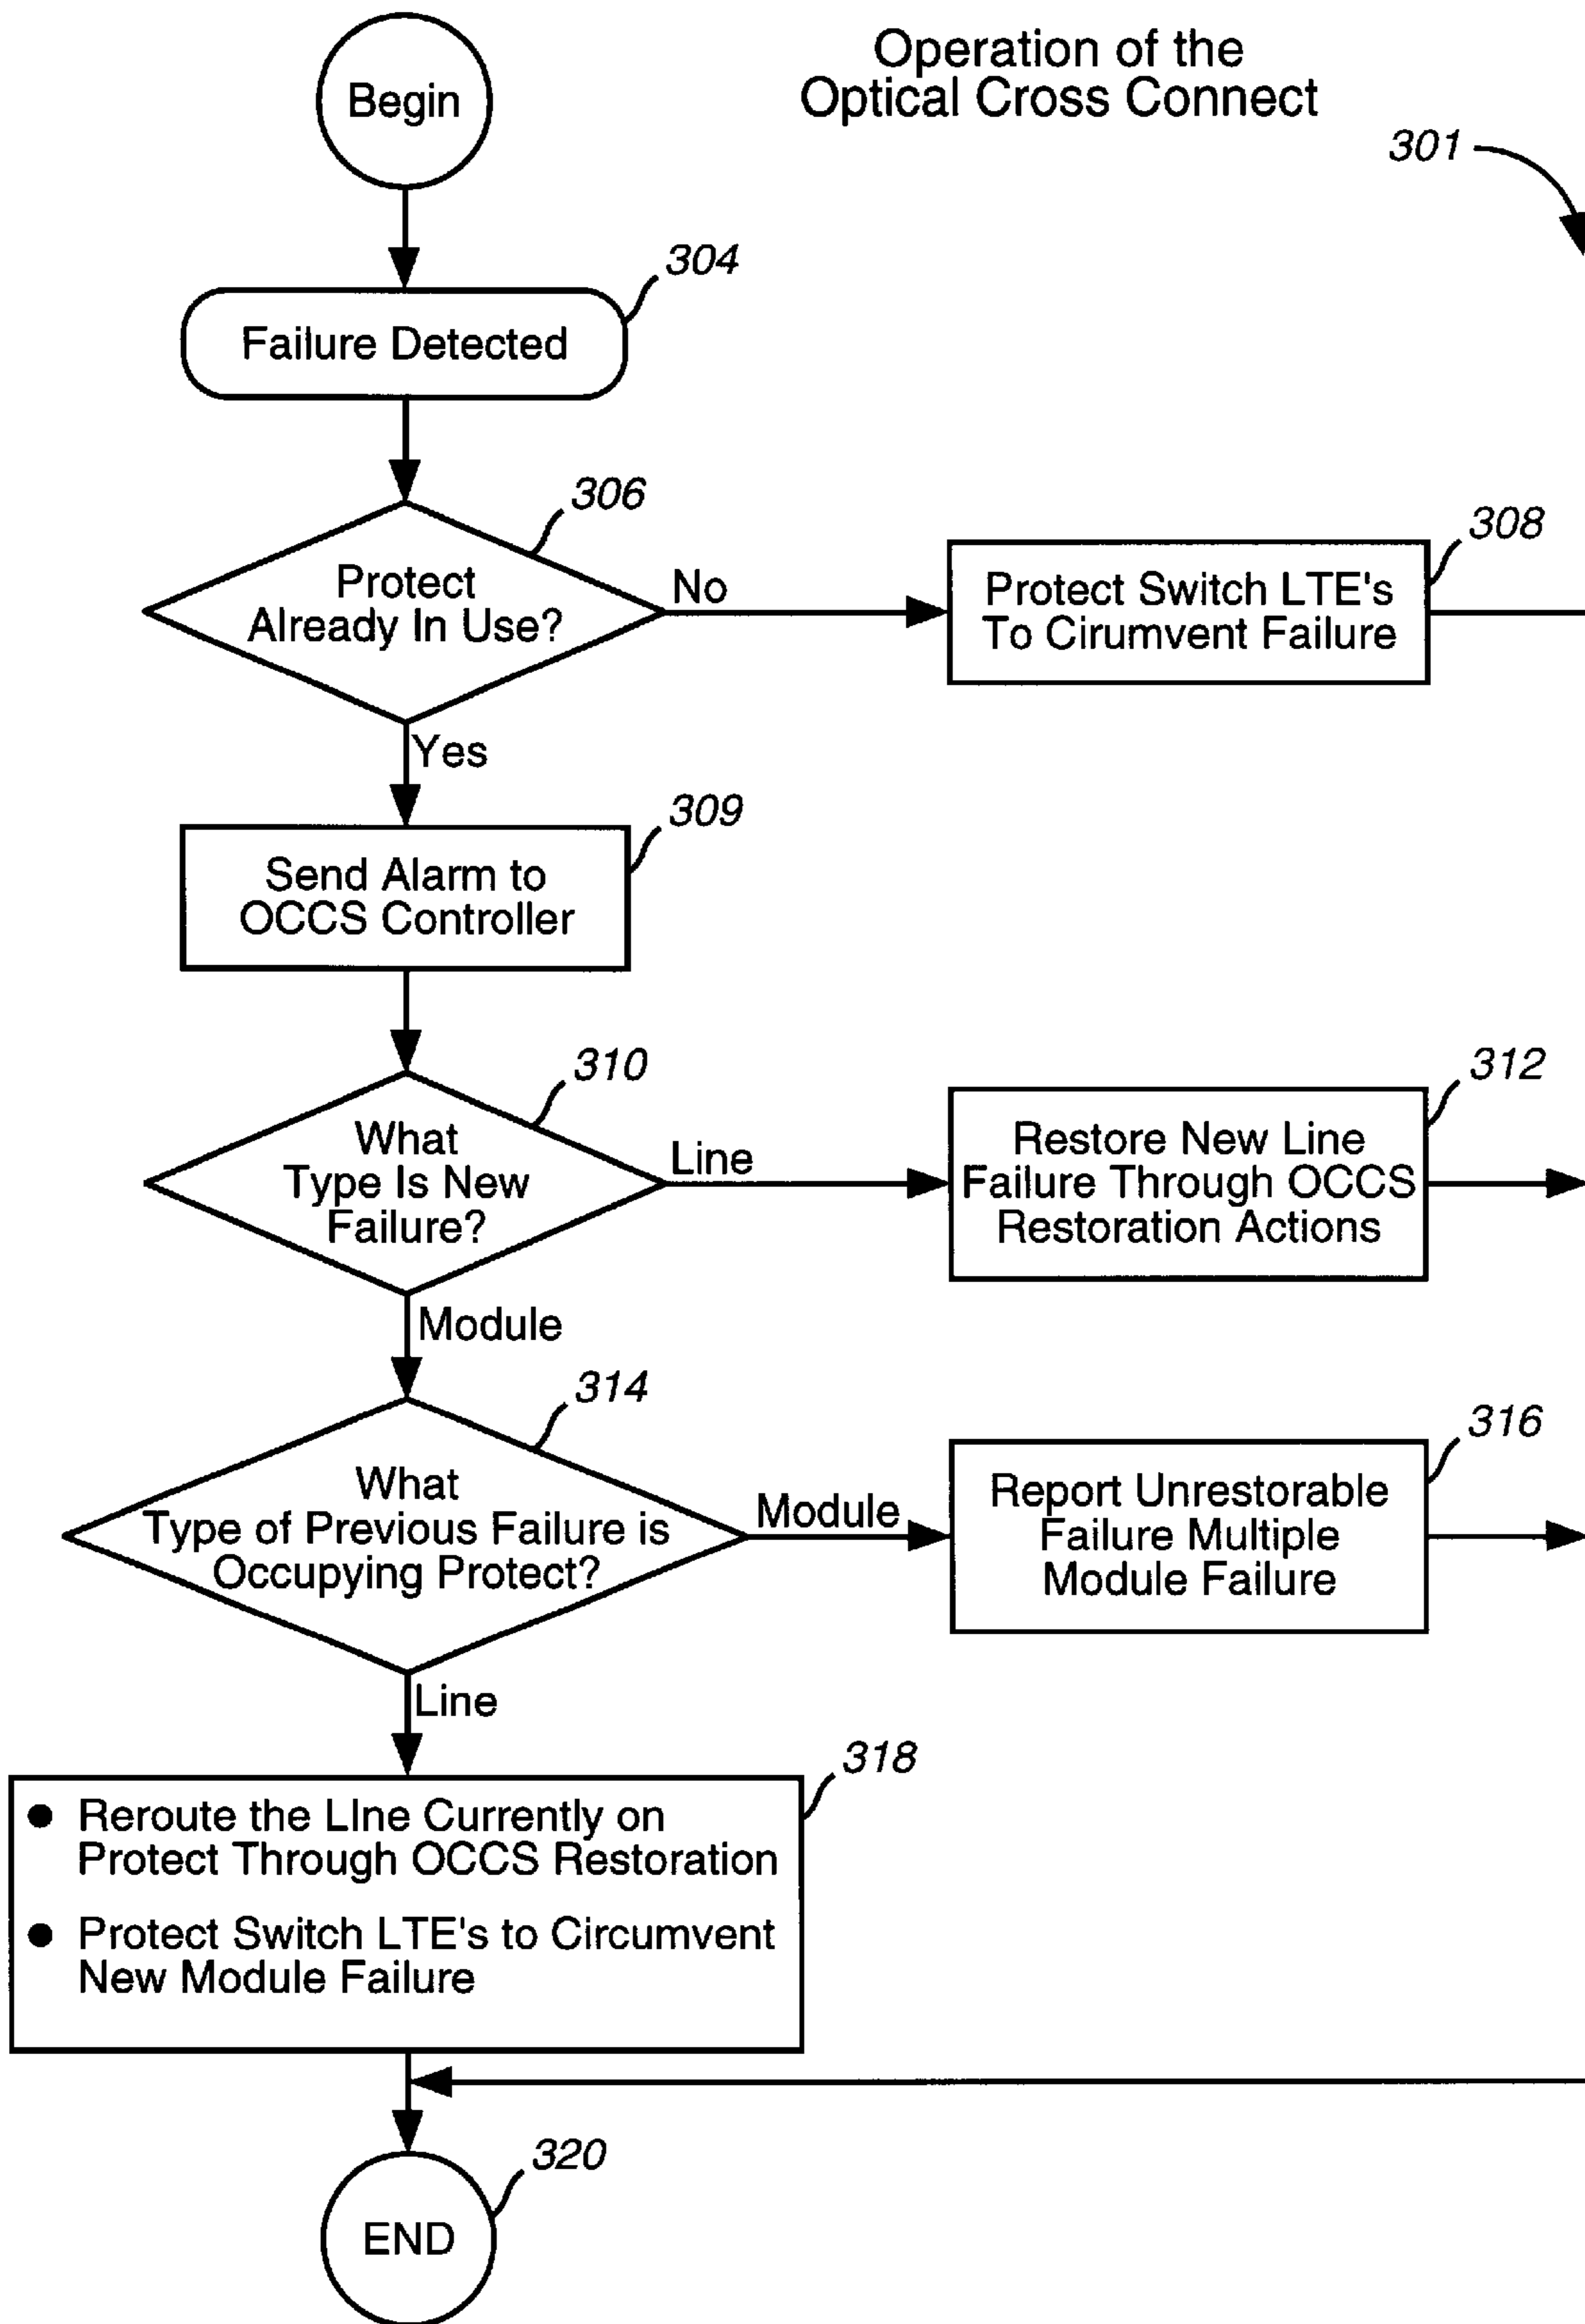 Operation of the
Optical Cross Connect
301
Begin
304
Failure Detected
306
Protect
Already In Use?
No
308
Protect Switch LTE's
To Cirumvent Failure
Yes
309
Send Alarm to
OCCS Controller
310
What
Type Is New
Failure?
Line
312
Restore New Line
Failure Through OCCS
Restoration Actions
Module
314
What
Type of Previous Failure is
Occupying Protect?
Module
316
Report Unrestorable
Failure Multiple
Module Failure
Line
318
● Reroute the LIne Currently on
Protect Through OCCS Restoration
● Protect Switch LTE's to Circumvent
New Module Failure
320
END